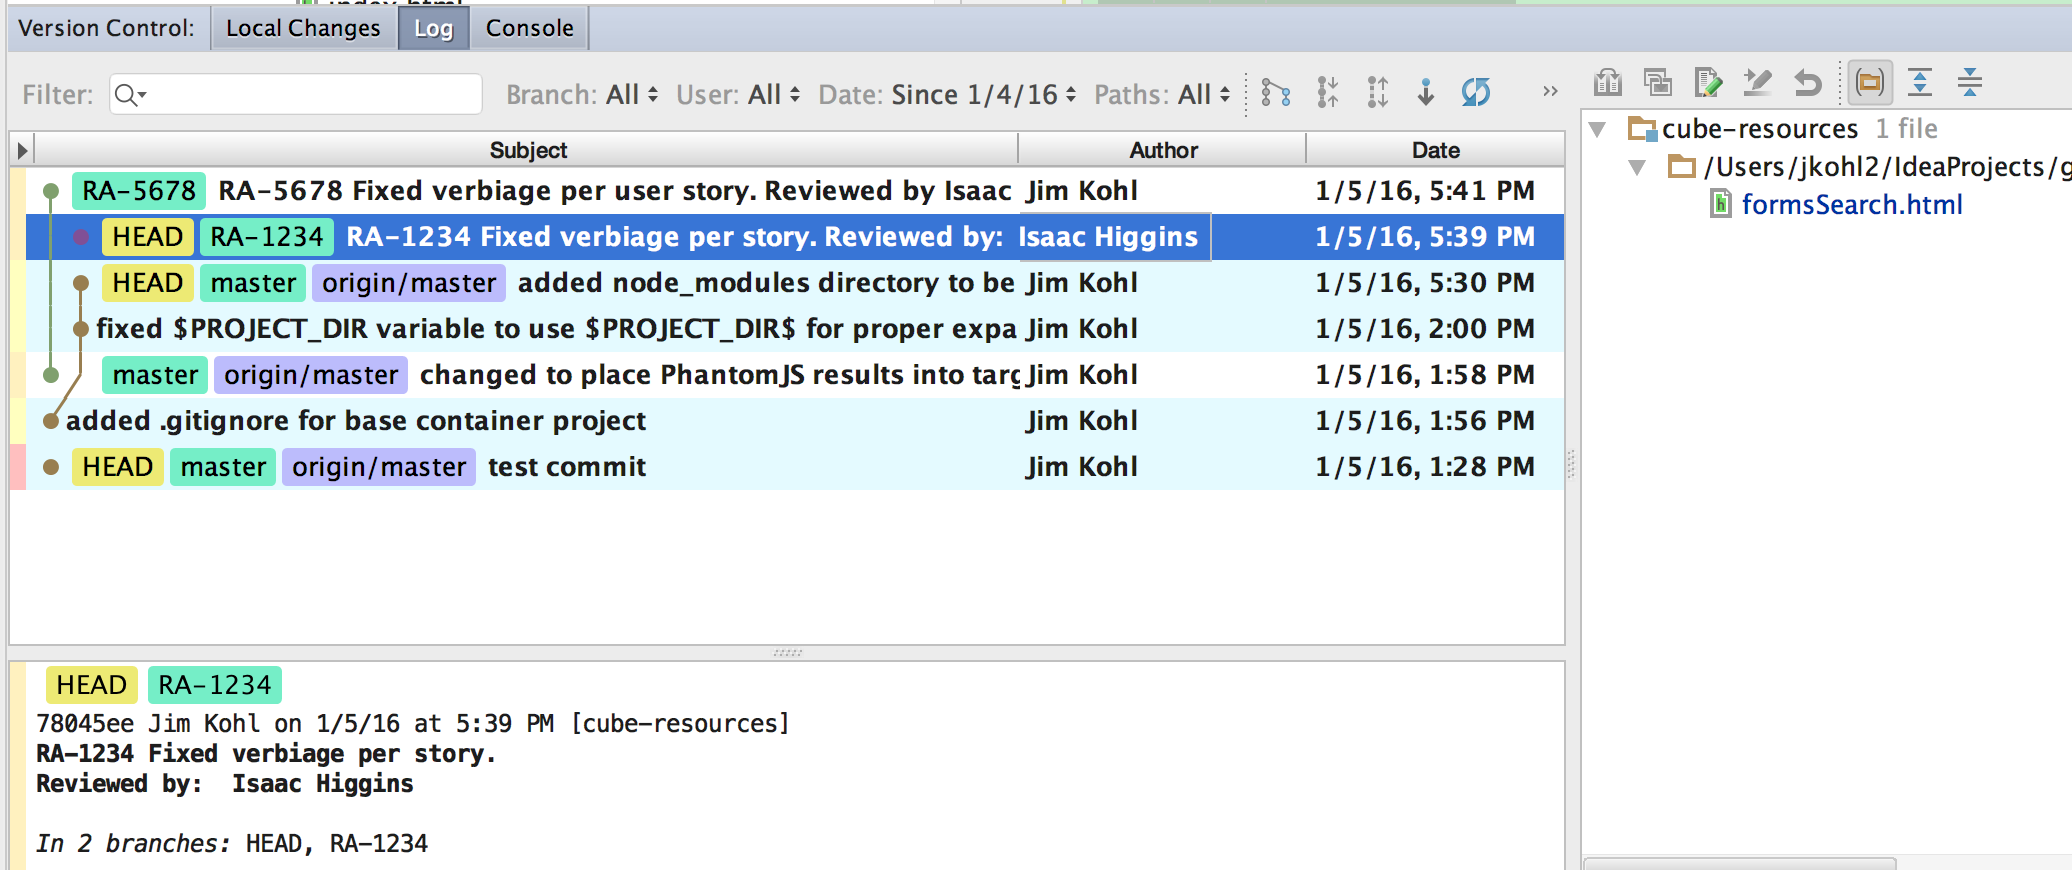 index.html
Version Control: Local Changes Log Console
Filter: Branch: All User: All Date: Since 1/4/16 Paths: All »
Subject Author Date
RA-5678 RA-5678 Fixed verbiage per user story. Reviewed by Isaac Jim Kohl 1/5/16, 5:41 PM
HEAD RA-1234 RA-1234 Fixed verbiage per story. Reviewed by: Isaac Higgins 1/5/16, 5:39 PM
HEAD master origin/master added node_modules directory to be Jim Kohl 1/5/16, 5:30 PM
fixed $PROJECT_DIR variable to use $PROJECT_DIR$ for proper expa Jim Kohl 1/5/16, 2:00 PM
master origin/master changed to place PhantomJS results into targ Jim Kohl 1/5/16, 1:58 PM
added .gitignore for base container project Jim Kohl 1/5/16, 1:56 PM
HEAD master origin/master test commit Jim Kohl 1/5/16, 1:28 PM
cube-resources 1 file
/Users/jkohl2/IdeaProjects/g
h formsSearch.html
HEAD RA-1234
78045ee Jim Kohl on 1/5/16 at 5:39 PM [cube-resources]
RA-1234 Fixed verbiage per story.
Reviewed by: Isaac Higgins
In 2 branches: HEAD, RA-1234